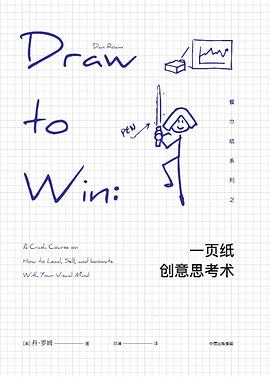 Draw
Dan Roam
to
Win:
PEN
餐巾纸系列之
A Crash Course on
How to Lead, Sell, and Innovate
With Your Visual Mind
一页纸
创意思考术
[美] 丹·罗姆 著
中信出版集团